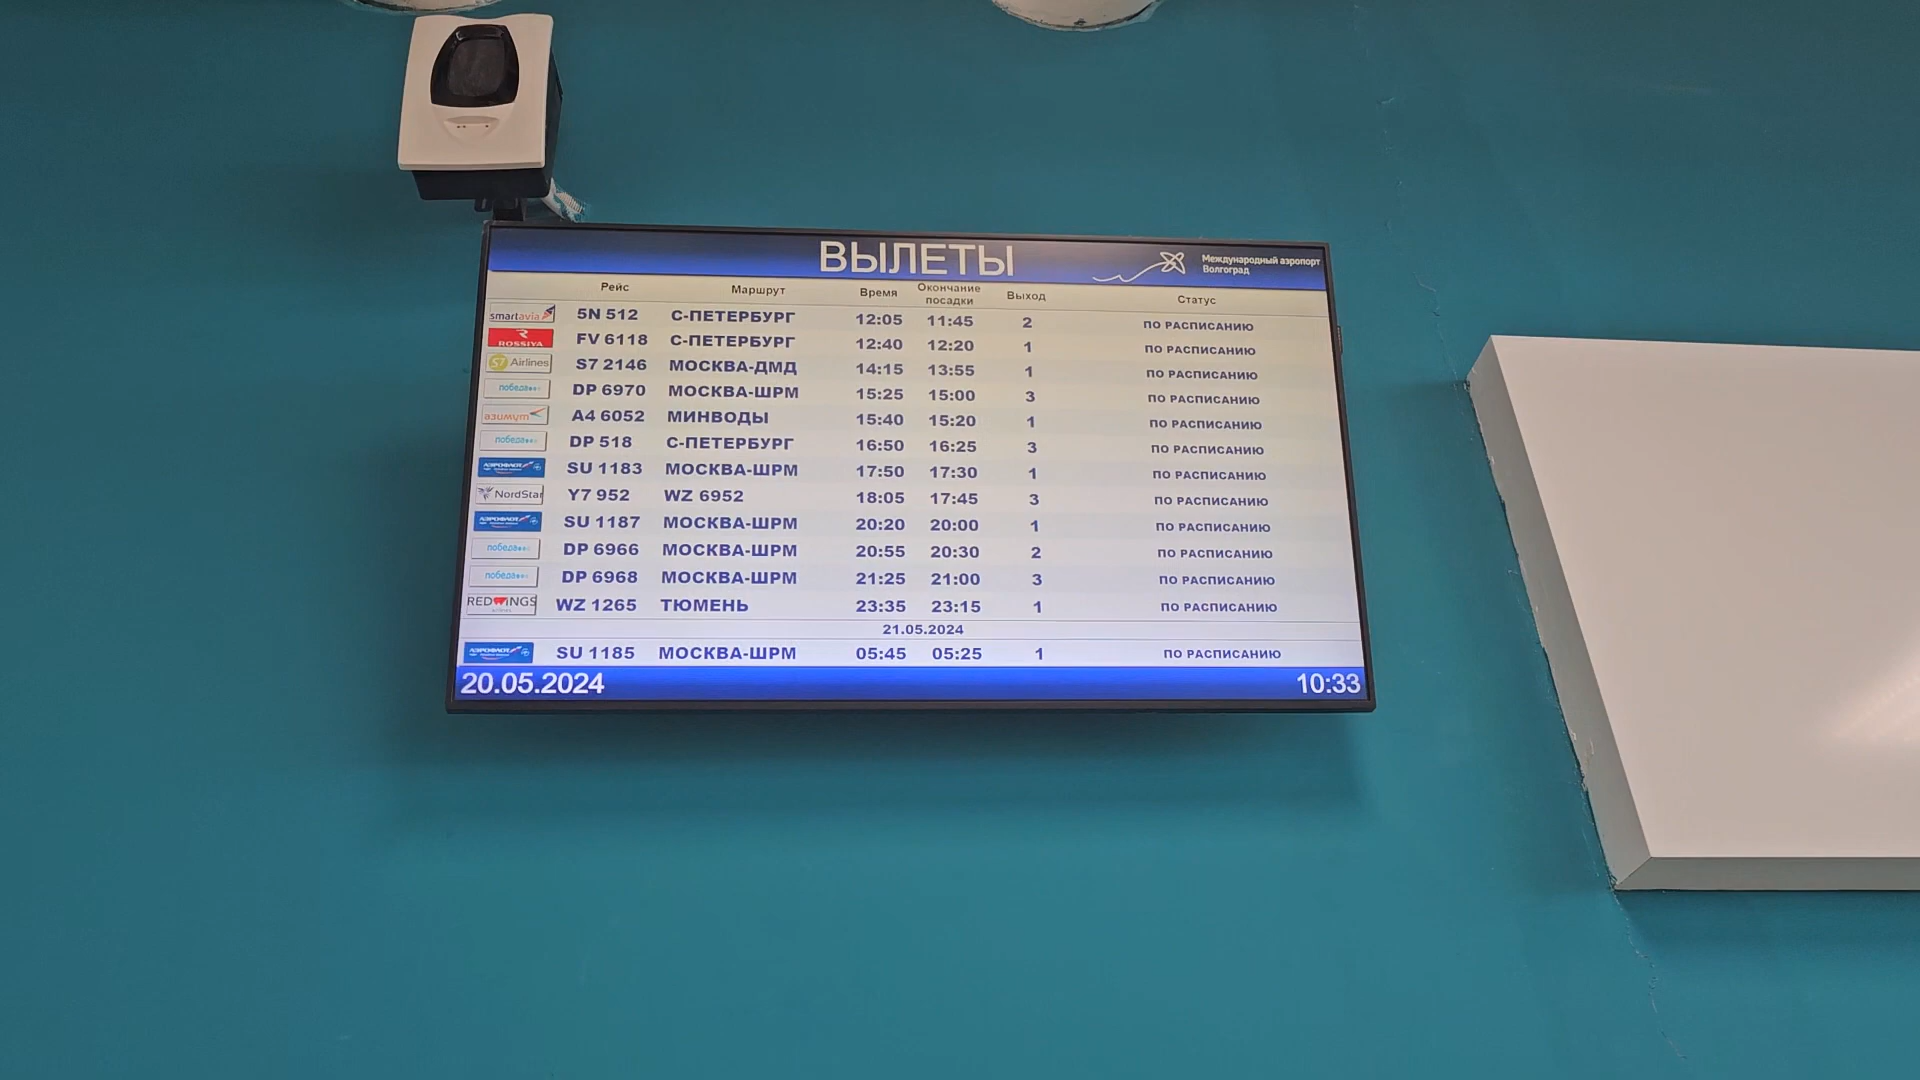 ВЫЛЕТЫ
Международный аэропорт
Волгоград
Рейс Маршрут Время Окончание посадки Выход Статус
smartavia 5N 512 С-ПЕТЕРБУРГ 12:05 11:45 2 ПО РАСПИСАНИЮ
ROSSIYA FV 6118 С-ПЕТЕРБУРГ 12:40 12:20 1 ПО РАСПИСАНИЮ
S7 Airlines S7 2146 МОСКВА-ДМД 14:15 13:55 1 ПО РАСПИСАНИЮ
победа DP 6970 МОСКВА-ШРМ 15:25 15:00 3 ПО РАСПИСАНИЮ
азимут A4 6052 МИНВОДЫ 15:40 15:20 1 ПО РАСПИСАНИЮ
победа DP 518 С-ПЕТЕРБУРГ 16:50 16:25 3 ПО РАСПИСАНИЮ
АЭРОФЛОТ SU 1183 МОСКВА-ШРМ 17:50 17:30 1 ПО РАСПИСАНИЮ
NordStar Y7 952 WZ 6952 18:05 17:45 3 ПО РАСПИСАНИЮ
АЭРОФЛОТ SU 1187 МОСКВА-ШРМ 20:20 20:00 1 ПО РАСПИСАНИЮ
победа DP 6966 МОСКВА-ШРМ 20:55 20:30 2 ПО РАСПИСАНИЮ
победа DP 6968 МОСКВА-ШРМ 21:25 21:00 3 ПО РАСПИСАНИЮ
RED WINGS WZ 1265 ТЮМЕНЬ 23:35 23:15 1 ПО РАСПИСАНИЮ
21.05.2024
АЭРОФЛОТ SU 1185 МОСКВА-ШРМ 05:45 05:25 1 ПО РАСПИСАНИЮ
20.05.2024 10:33